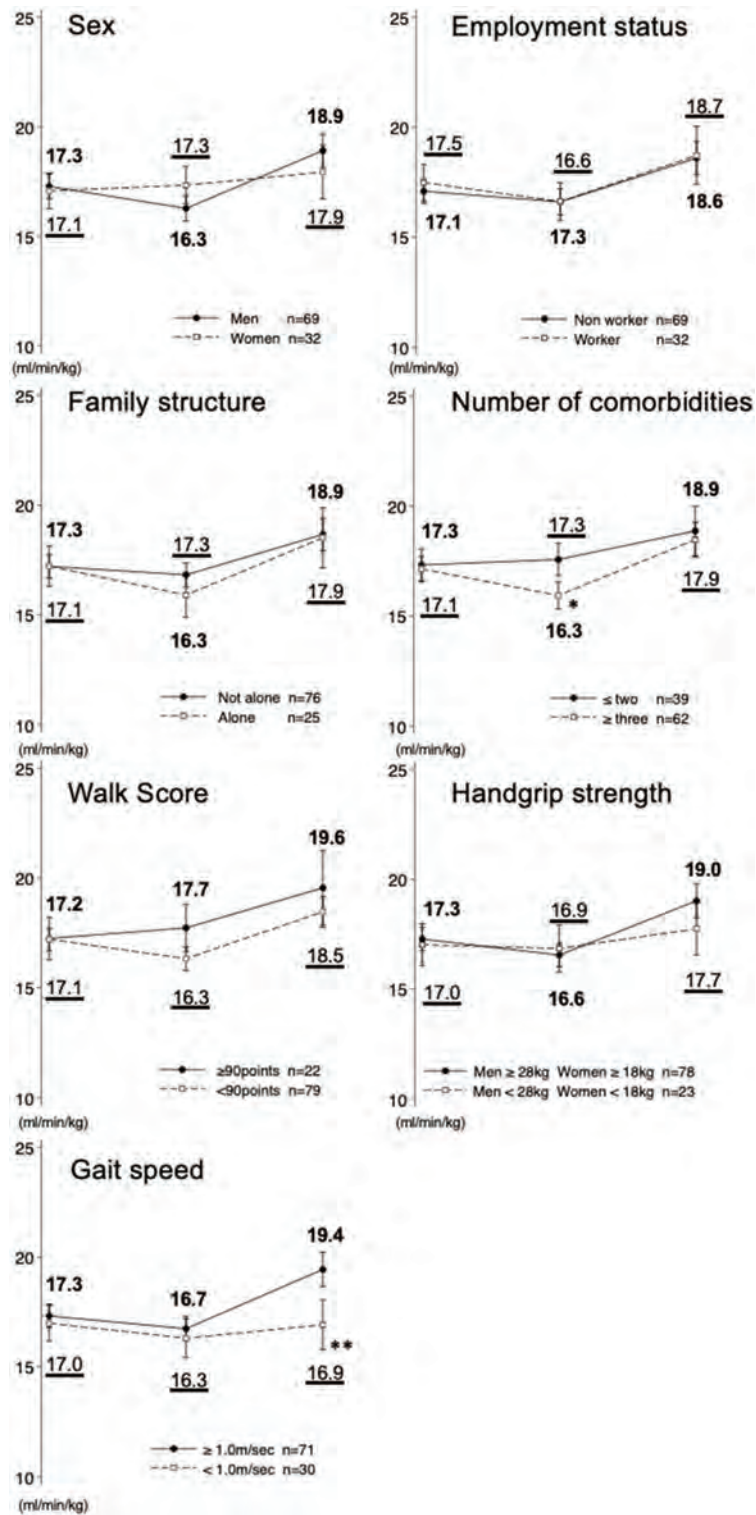 Sex
25
20
15
10
(ml/min/kg)
17.3
17.3
18.9
17.1
16.3
17.9
Men n=69
Women n=32
Employment status
25
20
15
10
(ml/min/kg)
17.5
16.6
18.7
17.1
17.3
18.6
Non worker n=69
Worker n=32
Family structure
20
15
10
(ml/min/kg)
17.3
17.3
18.9
17.1
16.3
17.9
Not alone n=76
Alone n=25
Number of comorbidities
20
15
10
(ml/min/kg)
17.3
17.3
18.9
17.1
16.3
*
17.9
≤ two n=39
≥ three n=62
Walk Score
25
20
15
10
(ml/min/kg)
17.2
17.7
19.6
17.1
16.3
18.5
≥90points n=22
<90points n=79
Handgrip strength
25
20
15
10
(ml/min/kg)
17.3
16.9
19.0
17.0
16.6
17.7
Men ≥ 28kg Women ≥ 18kg n=78
Men < 28kg Women < 18kg n=23
Gait speed
25
20
15
10
(ml/min/kg)
17.3
16.7
19.4
17.0
16.3
**
16.9
≥ 1.0m/sec n=71
< 1.0m/sec n=30